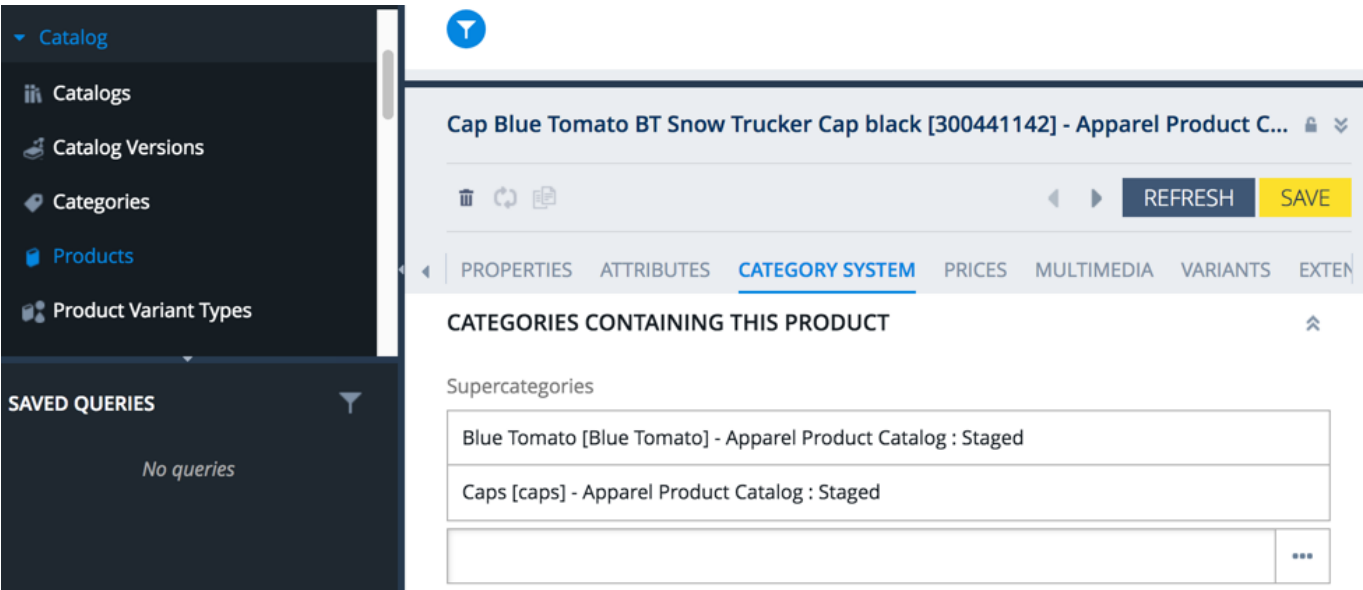 Catalog
Catalogs
Catalog Versions
Categories
Products
Product Variant Types
SAVED QUERIES
No queries
Cap Blue Tomato BT Snow Trucker Cap black [300441142] - Apparel Product C...
REFRESH SAVE
PROPERTIES ATTRIBUTES CATEGORY SYSTEM PRICES MULTIMEDIA VARIANTS EXTEN
CATEGORIES CONTAINING THIS PRODUCT
Supercategories
Blue Tomato [Blue Tomato] - Apparel Product Catalog : Staged
Caps [caps] - Apparel Product Catalog : Staged